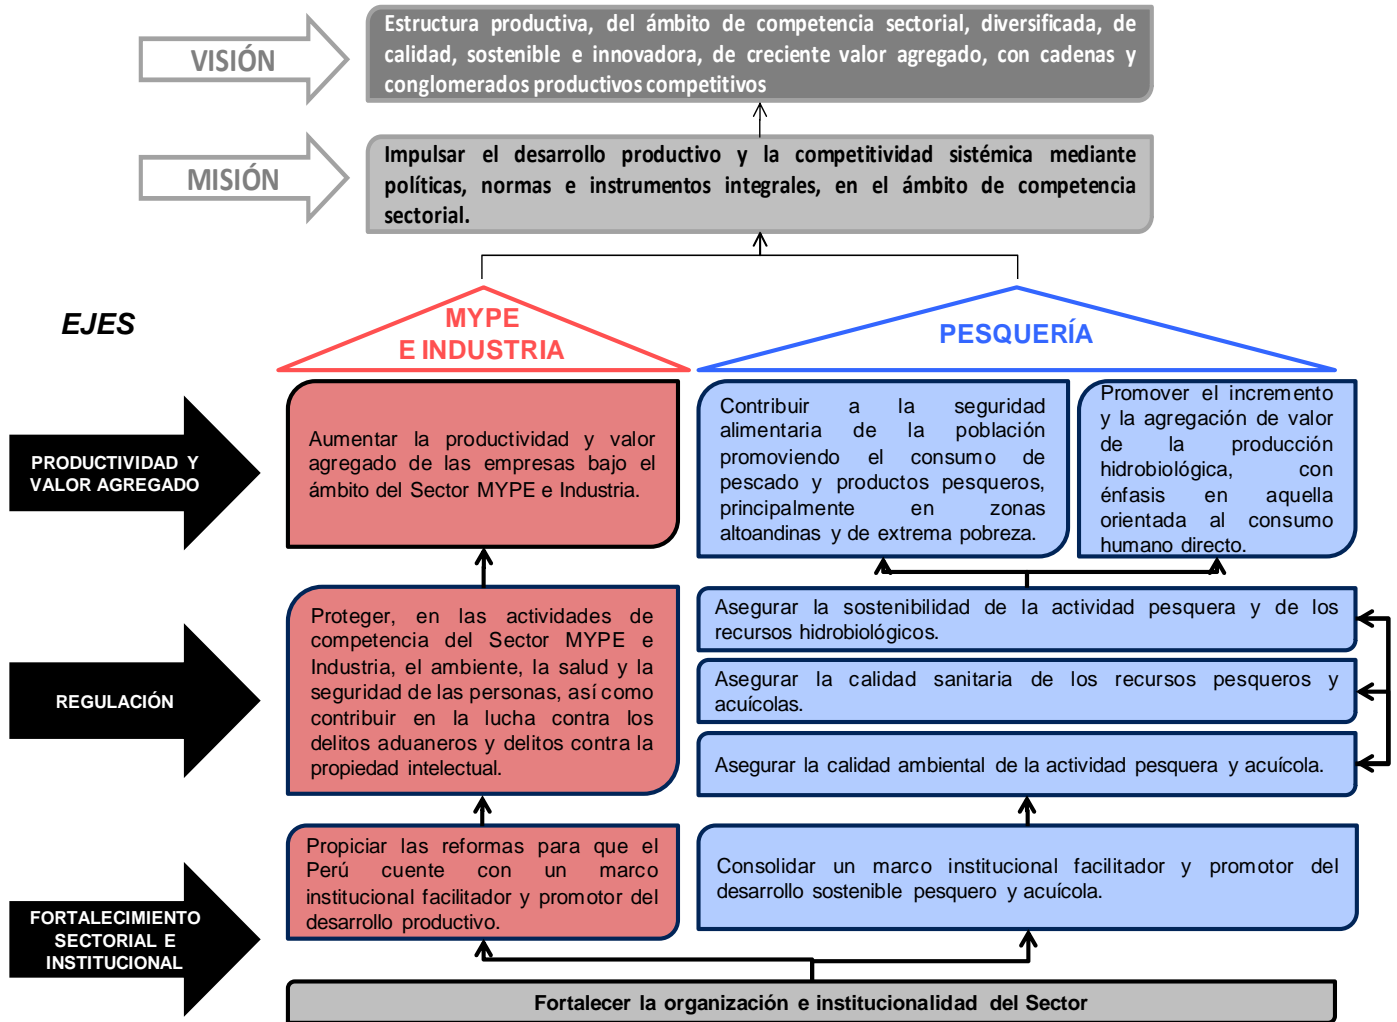 VISIÓN
Estructura productiva, del ámbito de competencia sectorial, diversificada, de
calidad, sostenible e innovadora, de creciente valor agregado, con cadenas y
conglomerados productivos competitivos
MISIÓN
Impulsar el desarrollo productivo y la competitividad sistémica mediante
políticas, normas e instrumentos integrales, en el ámbito de competencia
sectorial.
EJES
MYPE
E INDUSTRIA
PESQUERÍA
PRODUCTIVIDAD Y
VALOR AGREGADO
Aumentar la productividad y valor
agregado de las empresas bajo el
ámbito del Sector MYPE e Industria.
Contribuir a la seguridad
alimentaria de la población
promoviendo el consumo de
pescado y productos pesqueros,
principalmente en zonas
altoandinas y de extrema pobreza.
Promover el incremento
y la agregación de valor
de la producción
hidrobiológica, con
énfasis en aquella
orientada al consumo
humano directo.
REGULACIÓN
Proteger, en las actividades de
competencia del Sector MYPE e
Industria, el ambiente, la salud y la
seguridad de las personas, así como
contribuir en la lucha contra los
delitos aduaneros y delitos contra la
propiedad intelectual.
Asegurar la sostenibilidad de la actividad pesquera y de los
recursos hidrobiológicos.
Asegurar la calidad sanitaria de los recursos pesqueros y
acuícolas.
Asegurar la calidad ambiental de la actividad pesquera y acuícola.
FORTALECIMIENTO
SECTORIAL E
INSTITUCIONAL
Propiciar las reformas para que el
Perú cuente con un marco
institucional facilitador y promotor del
desarrollo productivo.
Consolidar un marco institucional facilitador y promotor del
desarrollo sostenible pesquero y acuícola.
Fortalecer la organización e institucionalidad del Sector